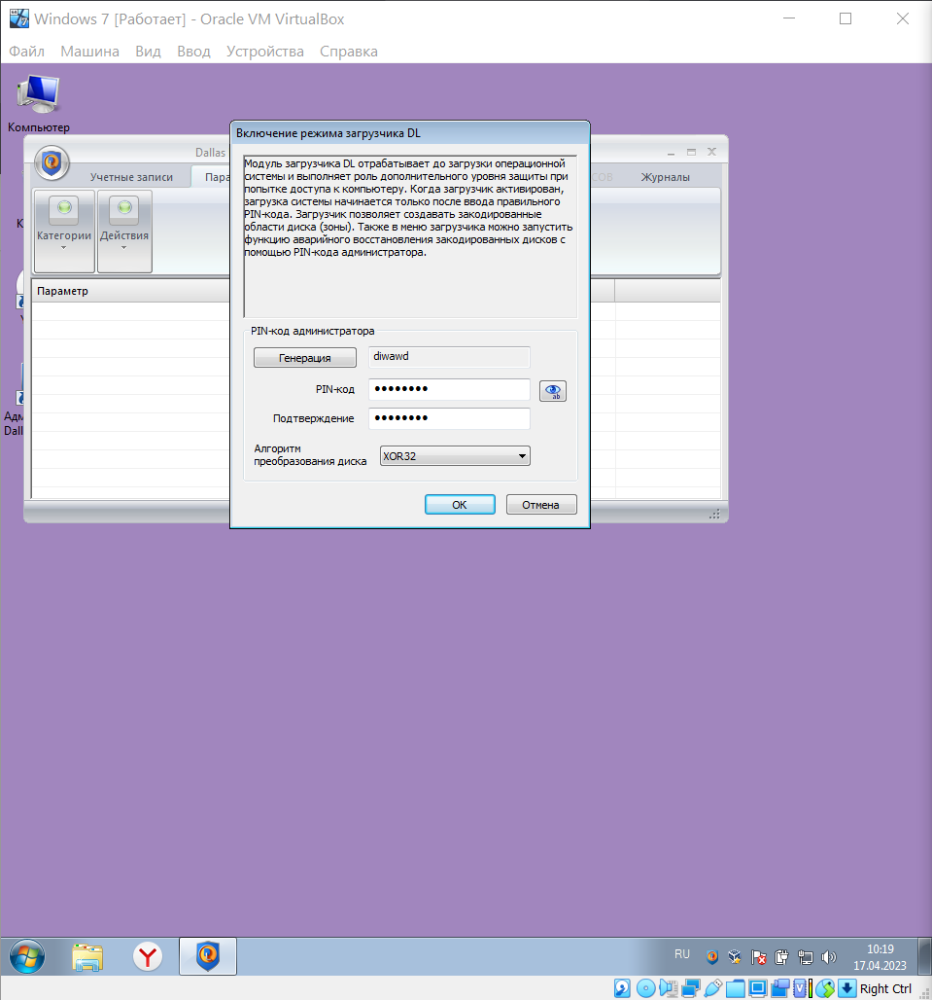 Windows 7 [Работает] - Oracle VM VirtualBox
Файл Машина Вид Ввод Устройства Справка
Компьютер
Включение режима загрузчика DL
Dallas
Учетные записи
Пара
СОВ
Журналы
Категории
Действия
Параметр
Модуль загрузчика DL отрабатывает до загрузки операционной
системы и выполняет роль дополнительного уровня защиты при
попытке доступа к компьютеру. Когда загрузчик активирован,
загрузка системы начинается только после ввода правильного
PIN-кода. Загрузчик позволяет создавать закодированные
области диска (зоны). Также в меню загрузчика можно запустить
функцию аварийного восстановления закодированных дисков с
помощью PIN-кода администратора.
PIN-код администратора
Генерация
diwawd
PIN-код ••••••••
ab
Подтверждение ••••••••
Алгоритм
преобразования диска
XOR32
OK
Отмена
Адм
Dall
RU
10:19
17.04.2023
Right Ctrl